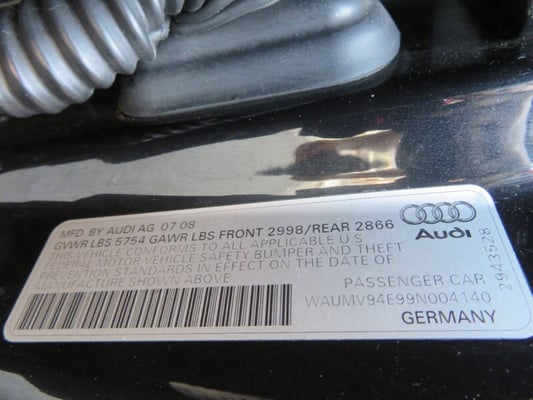 MFD. BY AUDI AG 07 08
GVWR LBS 5754 GAWR LBS FRONT 2998/REAR 2866
THIS VEHICLE CONFORMS TO ALL APPLICABLE U S
FEDERAL MOTOR VEHICLE SAFETY BUMPER AND THEFT
PREVENTION STANDARDS IN EFFECT ON THE DATE OF
MANUFACTURE SHOWN ABOVE
Audi
PASSENGER CAR
WAUMV94E99N004140
GERMANY
2943528